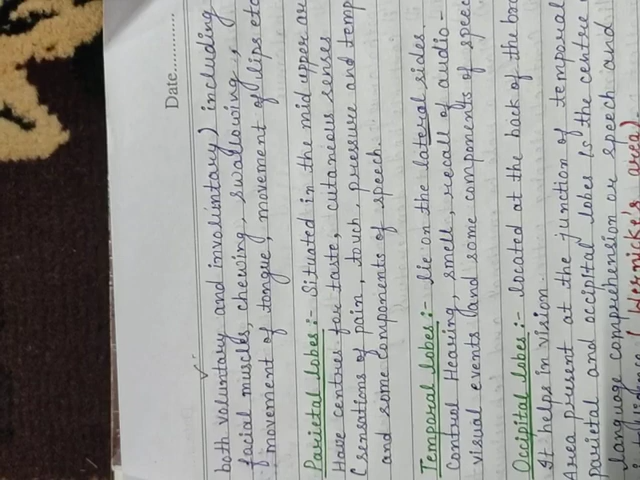 Date............
both voluntary and involuntary) including
facial muscles, chewing, swallowing,
movement of tongue, movement of lips etc
Parietal lobes :- Situated in the mid upper
Have centres for taste, cutaneous senses
(sensations of pain, touch, pressure and temp
and some components of speech.
Temporal lobes :- lie on the lateral sides.
Control Hearing, smell, recall of audio-
visual events and some components of speec
Occipital lobes :- located at the back of the
It helps in vision.
Area present at the junction of temporal
parietal and occipital lobes is the centre
language comprehension or speech and
(Wernicke's area).